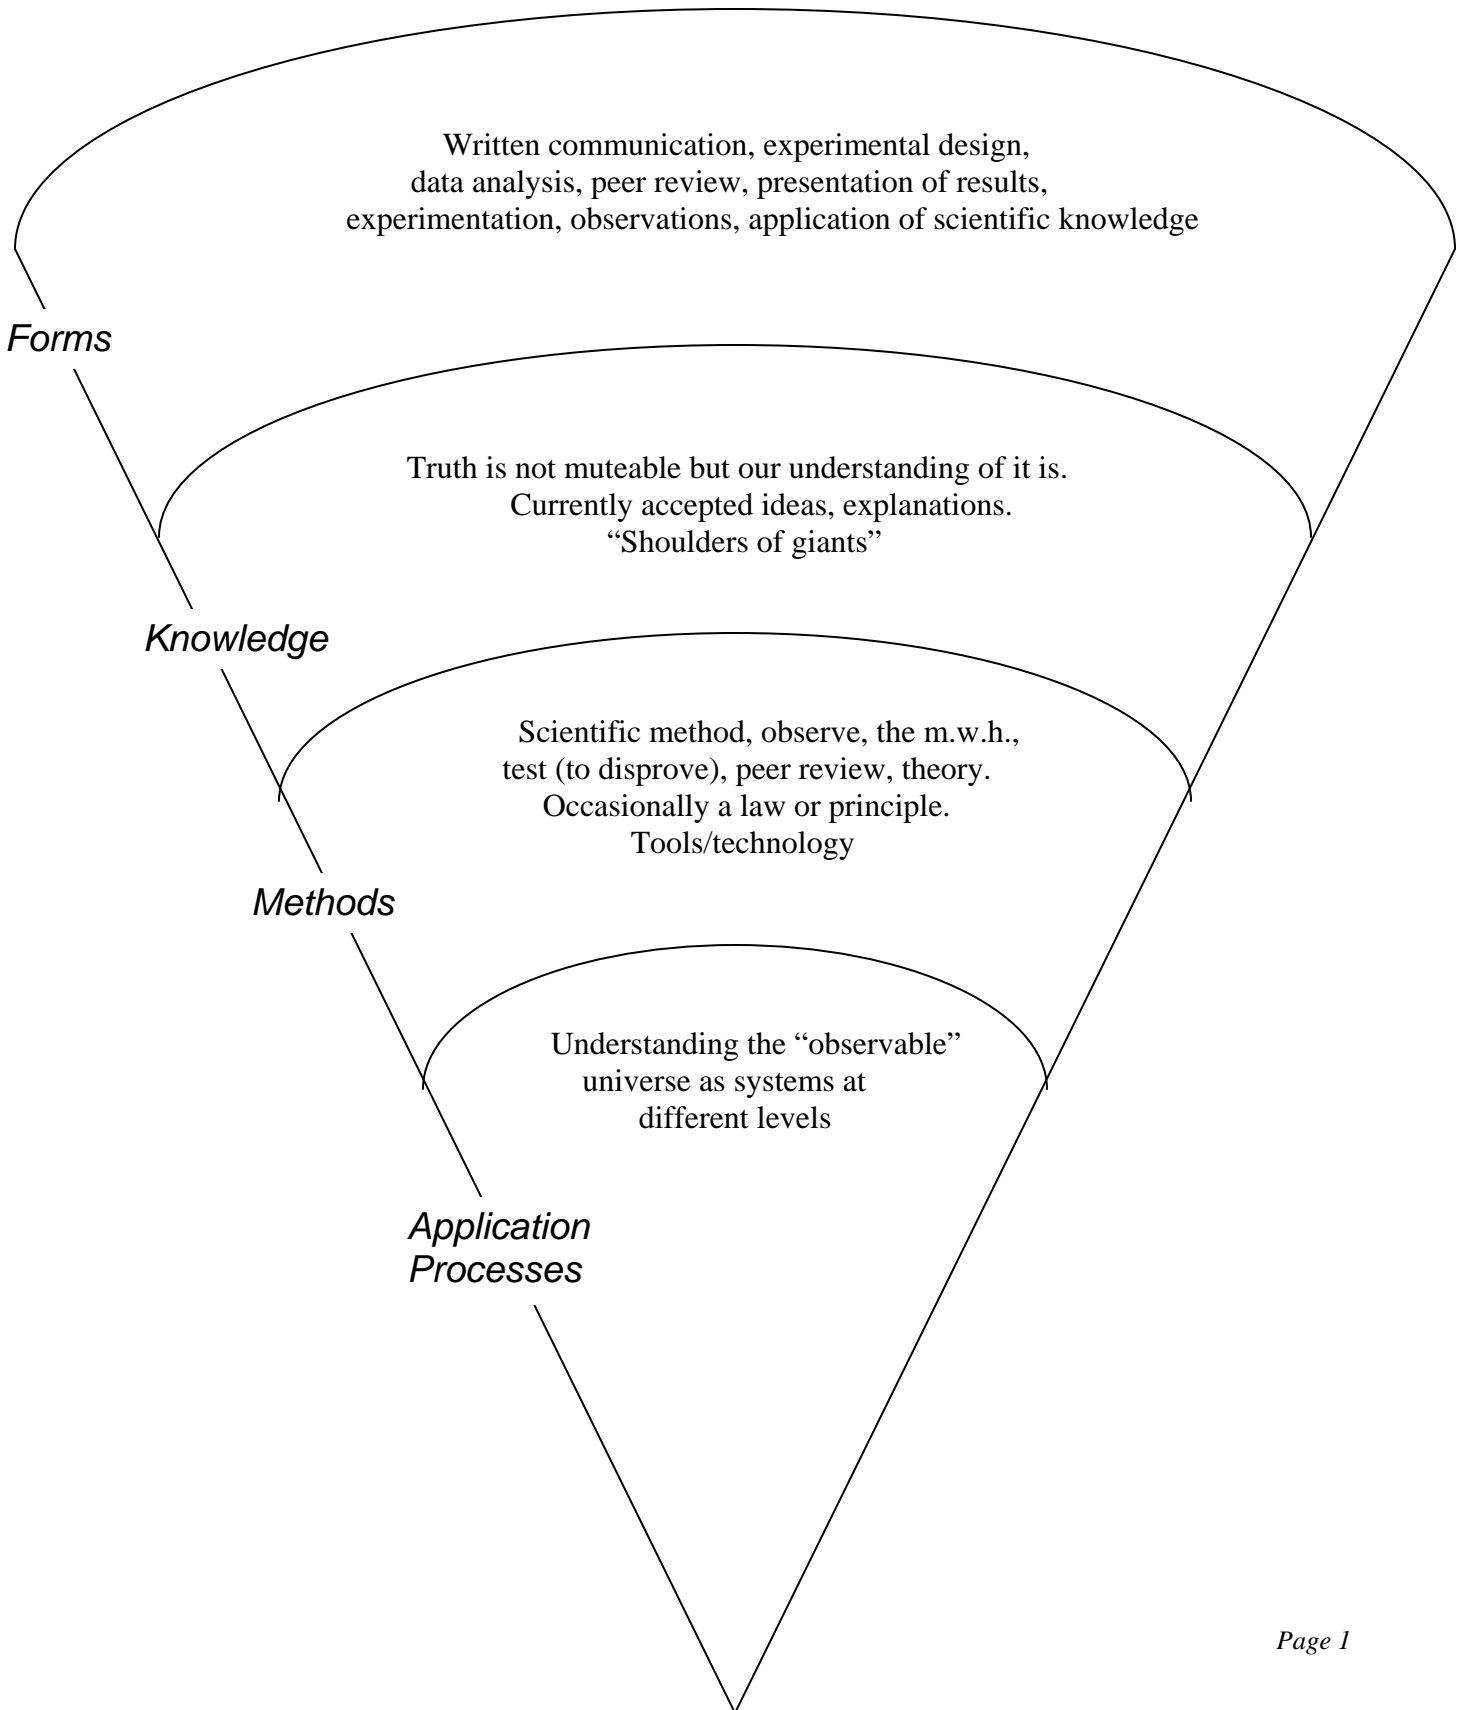 Written communication, experimental design,
data analysis, peer review, presentation of results,
experimentation, observations, application of scientific knowledge
Forms
Truth is not muteable but our understanding of it is.
Currently accepted ideas, explanations.
“Shoulders of giants”
Knowledge
Scientific method, observe, the m.w.h.,
test (to disprove), peer review, theory.
Occasionally a law or principle.
Tools/technology
Methods
Understanding the “observable”
universe as systems at
different levels
Application
Processes
Page 1